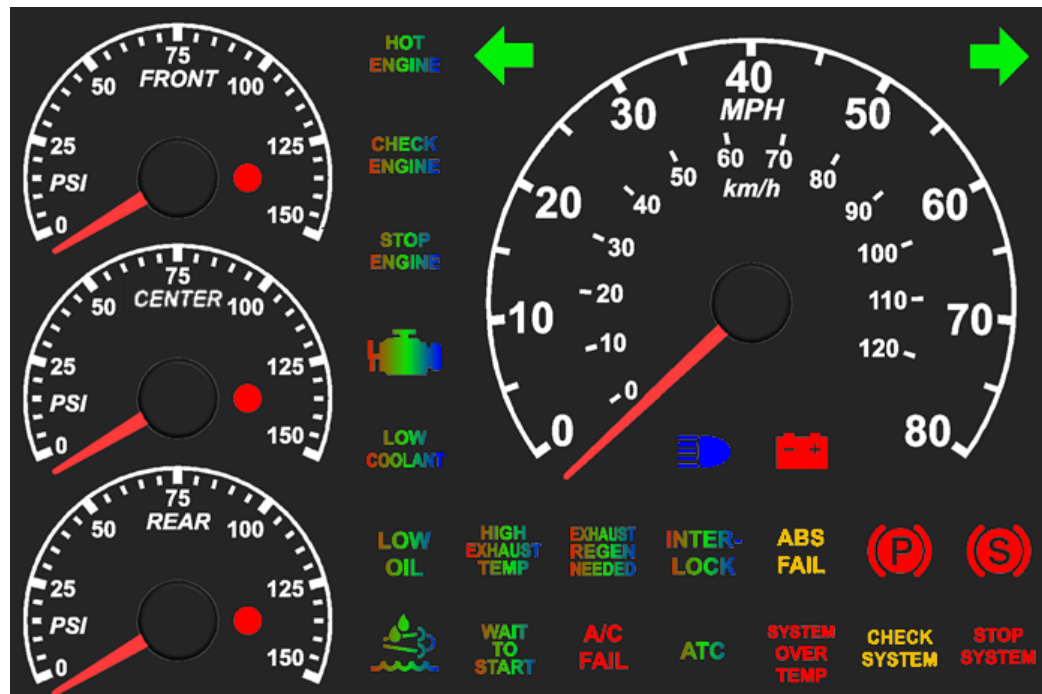 75
50
FRONT
100
25
125
PSI
0
150
75
50
CENTER
100
25
125
PSI
0
150
75
50
REAR
100
25
125
PSI
0
150
HOT
ENGINE
CHECK
ENGINE
STOP
ENGINE
LOW
COOLANT
40
30
MPH
50
20
60
10
70
0
80
60
70
50
km/h
80
40
90
30
100
20
110
10
120
0
- +
LOW
OIL
HIGH
EXHAUST
TEMP
EXHAUST
REGEN
NEEDED
INTER-
LOCK
ABS
FAIL
P
S
WAIT
TO
START
A/C
FAIL
ATC
SYSTEM
OVER
TEMP
CHECK
SYSTEM
STOP
SYSTEM